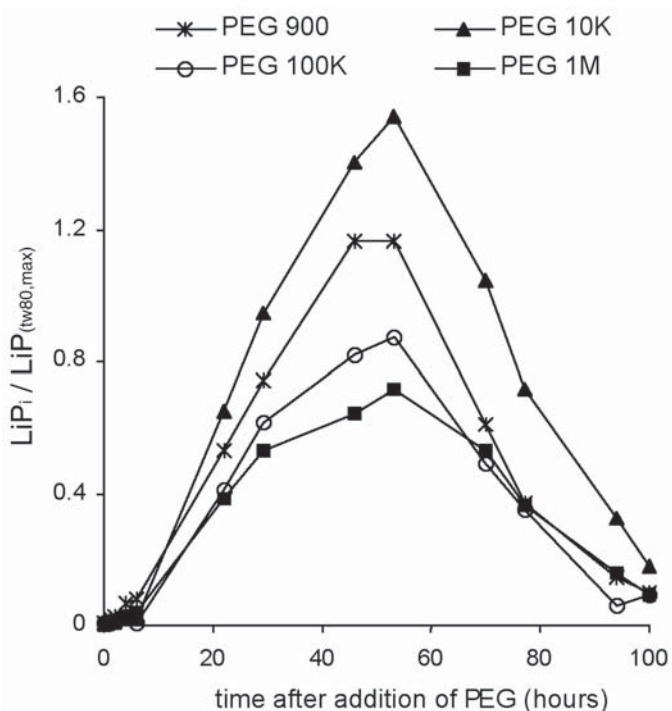 PEG 900 PEG 10K
PEG 100K PEG 1M
1.6
1.2
0.8
0.4
0
LiPi / LiP(tw80,max)
0 20 40 60 80 100
time after addition of PEG (hours)